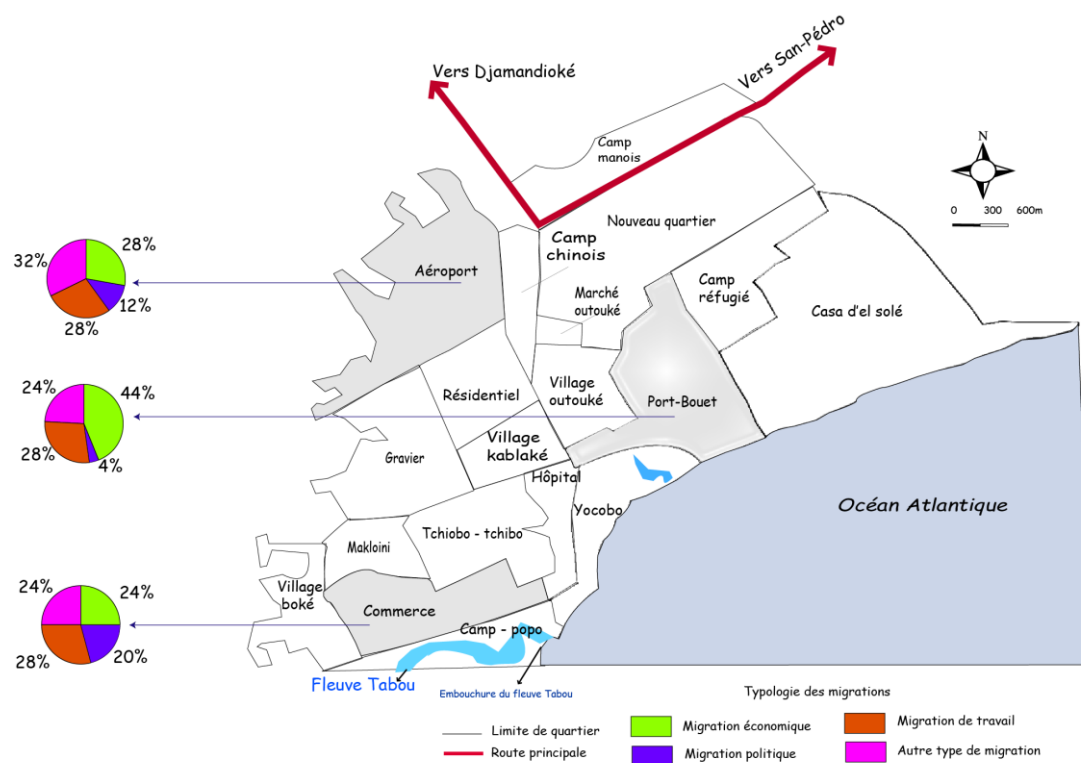 Vers Djamandioké
Vers San-Pédro
Camp
manois
N
0 300 600m
Nouveau quartier
Camp
chinois
Aéroport
Marché
outouké
Camp
réfugié
Casa d'el solé
32%
28%
12%
28%
24%
44%
28%
4%
Résidentiel
Village
outouké
Port-Bouet
Village
kablaké
Gravier
Hôpital
Yocobo
Océan Atlantique
Tchiobo - tchibo
Makloini
Village
boké
Commerce
Camp - popo
24%
24%
28%
20%
Fleuve Tabou
Embouchure du fleuve Tabou
Typologie des migrations
Limite de quartier
Route principale
Migration économique
Migration politique
Migration de travail
Autre type de migration